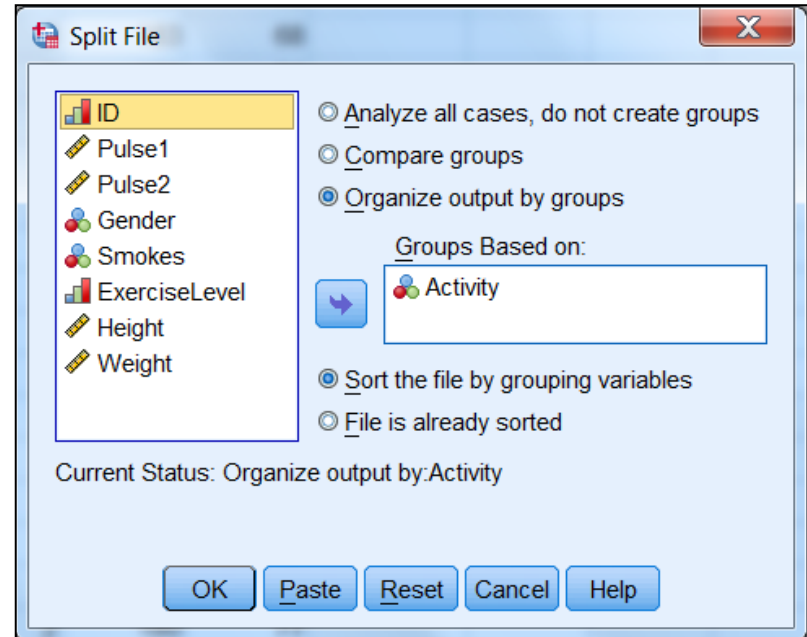 Split File
ID
Pulse1
Pulse2
Gender
Smokes
ExerciseLevel
Height
Weight
Analyze all cases, do not create groups
Compare groups
Organize output by groups
Groups Based on:
Activity
Sort the file by grouping variables
File is already sorted
Current Status: Organize output by:Activity
OK Paste Reset Cancel Help